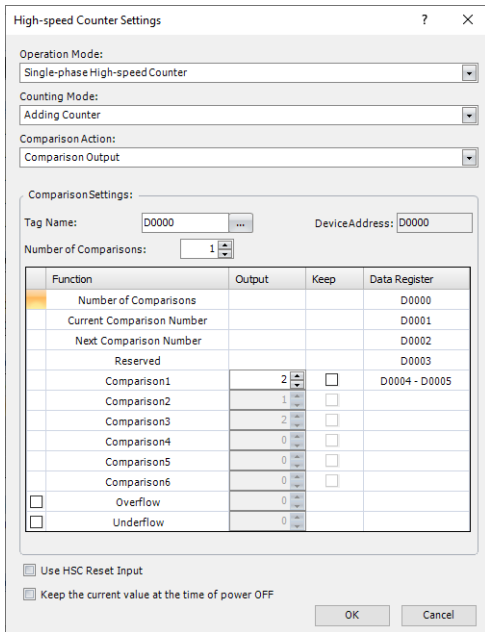 High-speed Counter Settings ? ×
Operation Mode:
Single-phase High-speed Counter
Counting Mode:
Adding Counter
Comparison Action:
Comparison Output
Comparison Settings:
Tag Name: D0000 ... DeviceAddress: D0000
Number of Comparisons: 1
Function Output Keep Data Register
Number of Comparisons D0000
Current Comparison Number D0001
Next Comparison Number D0002
Reserved D0003
Comparison1 2 D0004 - D0005
Comparison2 1
Comparison3 2
Comparison4 0
Comparison5 0
Comparison6 0
Overflow 0
Underflow 0
Use HSC Reset Input
Keep the current value at the time of power OFF
OK Cancel